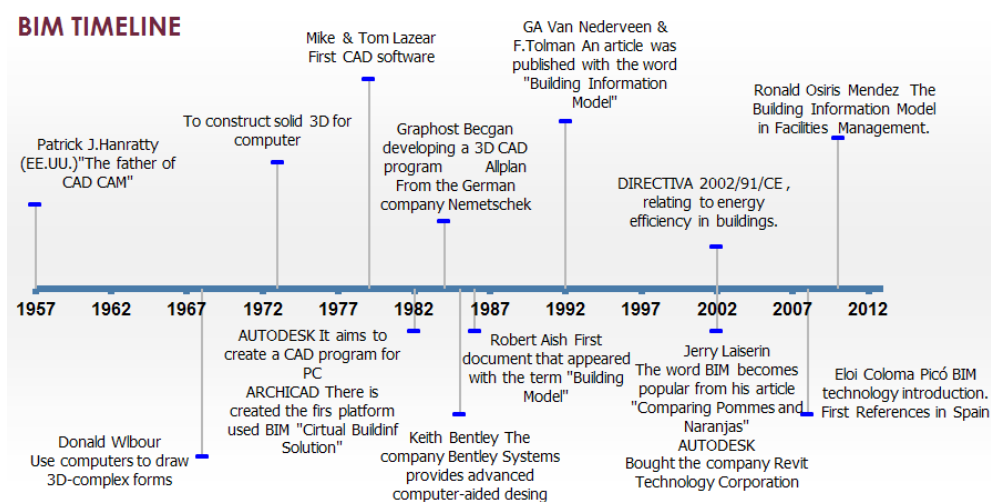 BIM TIMELINE
Patrick J.Hanratty
(EE.UU.)"The father of
CAD CAM"
To construct solid 3D for
computer
Mike & Tom Lazear
First CAD software
Graphost Becgan
developing a 3D CAD
program Allplan
From the German
company Nemetschek
GA Van Nederveen &
F.Tolman An article was
published with the word
"Building Information
Model"
DIRECTIVA 2002/91/CE ,
relating to energy
efficiency in buildings.
Ronald Osiris Mendez The
Building Information Model
in Facilities Management.
1957 1962 1967 1972 1977 1982 1987 1992 1997 2002 2007 2012
Donald Wlbour
Use computers to draw
3D-complex forms
AUTODESK It aims to
create a CAD program for
PC
ARCHICAD There is
created the firs platform
used BIM "Cirtual Buildinf
Solution"
Keith Bentley The
company Bentley Systems
provides advanced
computer-aided desing
Robert Aish First
document that appeared
with the term "Building
Model"
Jerry Laiserin
The word BIM becomes
popular from his article
"Comparing Pommes and
Naranjas"
AUTODESK
Bought the company Revit
Technology Corporation
Eloi Coloma Picó BIM
technology introduction.
First References in Spain